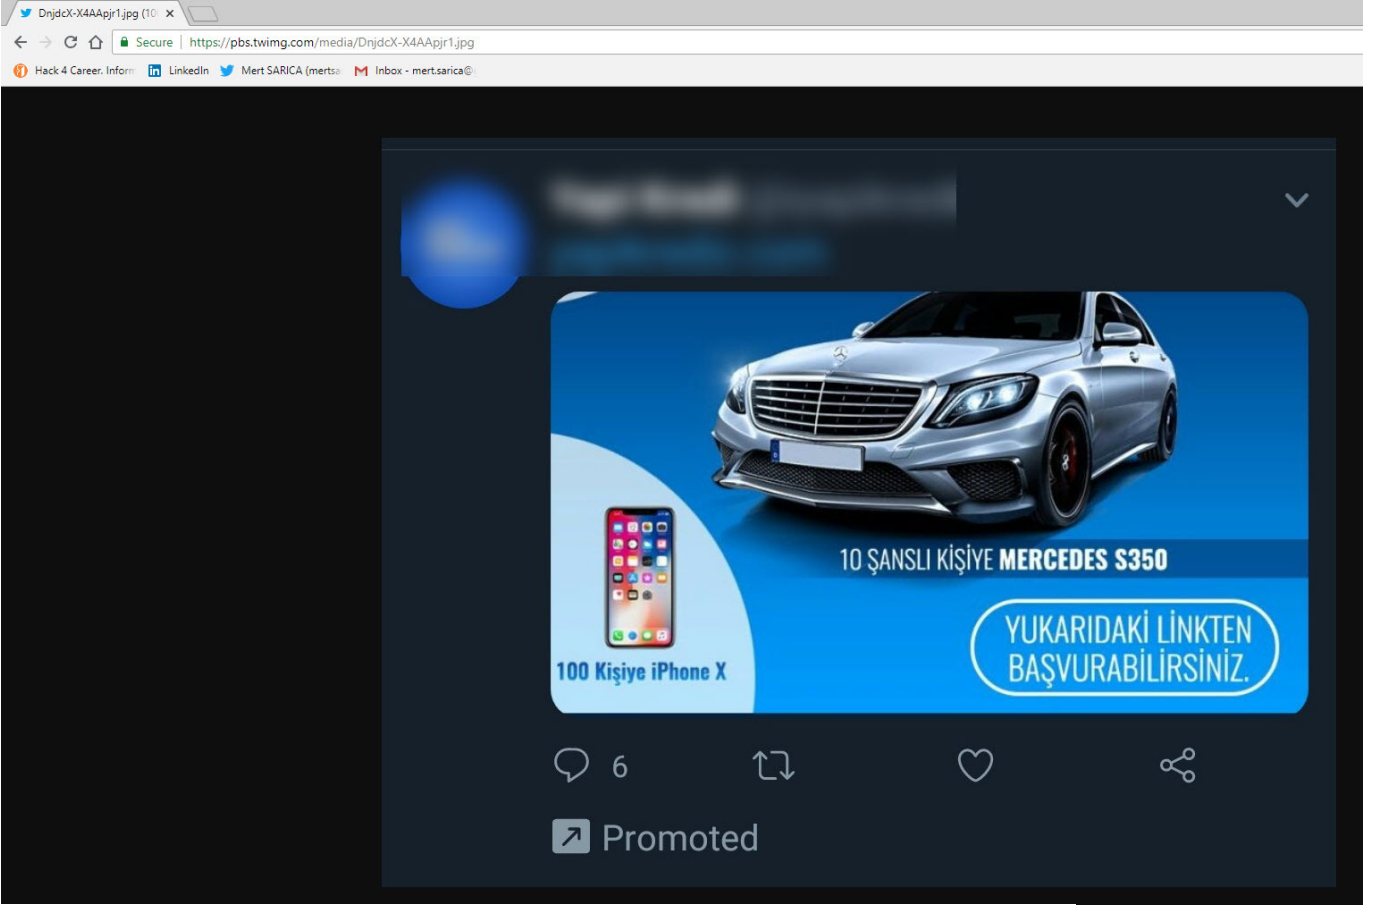 DnjdcX-X4AApjr1.jpg (10
Secure | https://pbs.twimg.com/media/DnjdcX-X4AApjr1.jpg
Hack 4 Career. Inform LinkedIn Mert SARICA (mertsa Inbox - mert.sarica@
10 ŞANSLI KİŞİYE MERCEDES S350
YUKARIDAKİ LİNKTEN
BAŞVURABİLİRSİNİZ.
100 Kişiye iPhone X
6
Promoted